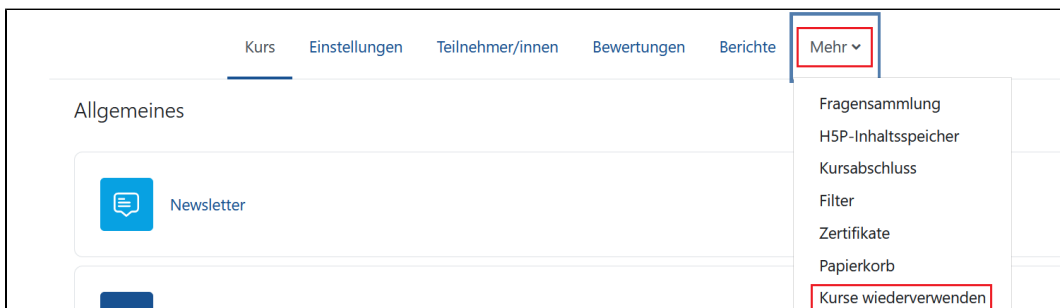 Kurs Einstellungen Teilnehmer/innen Bewertungen Berichte Mehr
Allgemeines
Newsletter
Fragensammlung
H5P-Inhaltsspeicher
Kursabschluss
Filter
Zertifikate
Papierkorb
Kurse wiederverwenden